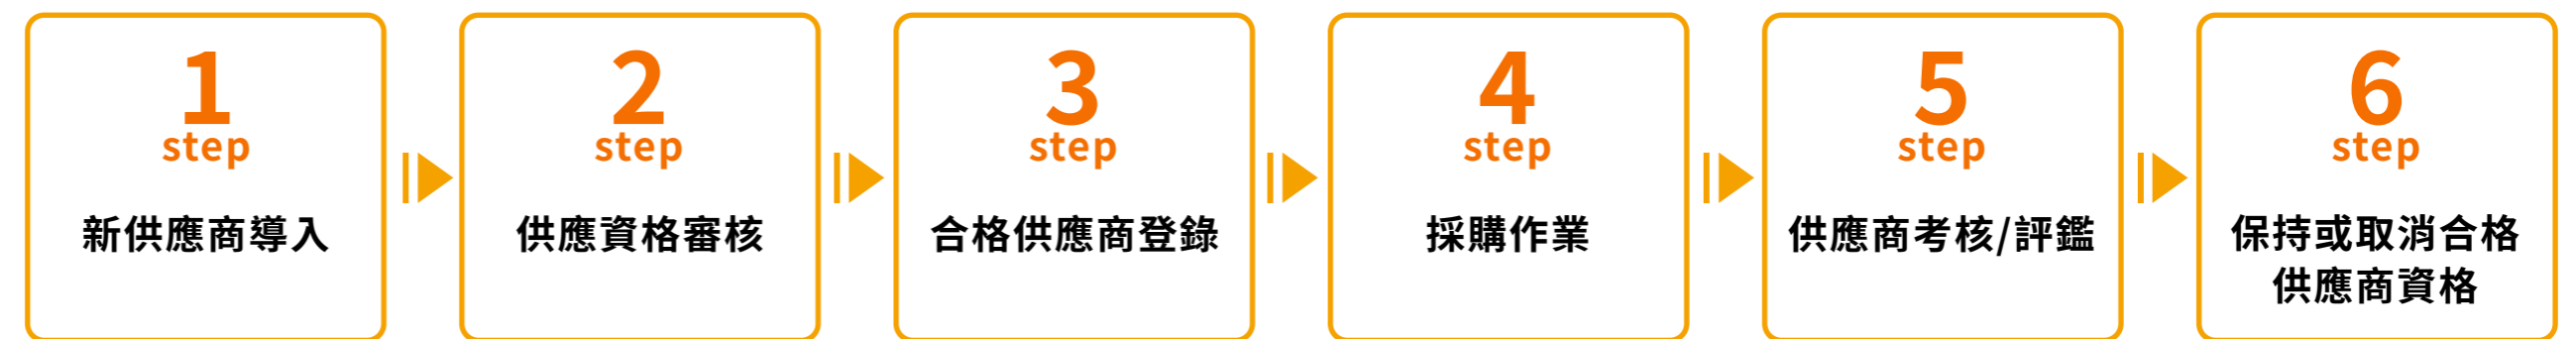 1
step
新供應商導入
2
step
供應資格審核
3
step
合格供應商登錄
4
step
採購作業
5
step
供應商考核/評鑑
6
step
保持或取消合格
供應商資格